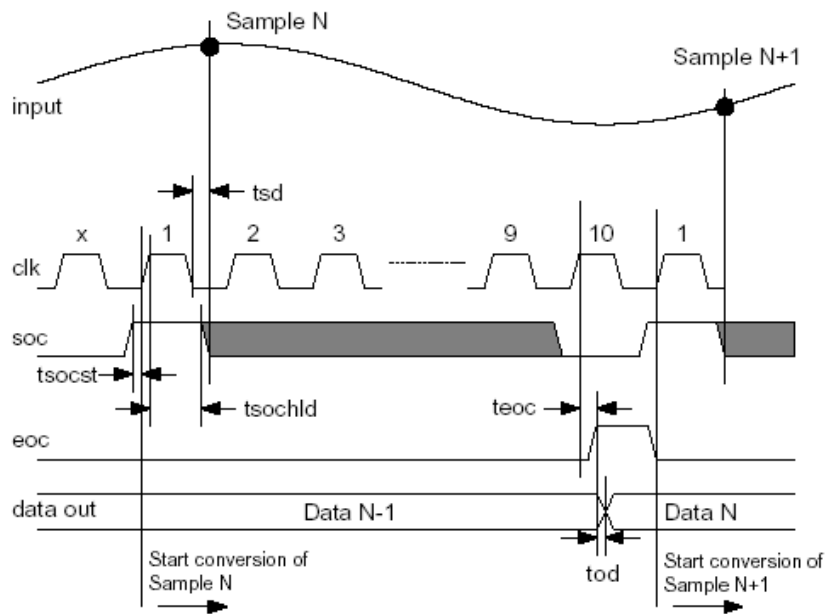 Sample N
Sample N+1
input
tsd
x 1 2 3 9 10 1
clk
soc
tsocst
tsochld
teoc
eoc
data out
Data N-1
Data N
Start conversion of
Sample N
tod
Start conversion of
Sample N+1